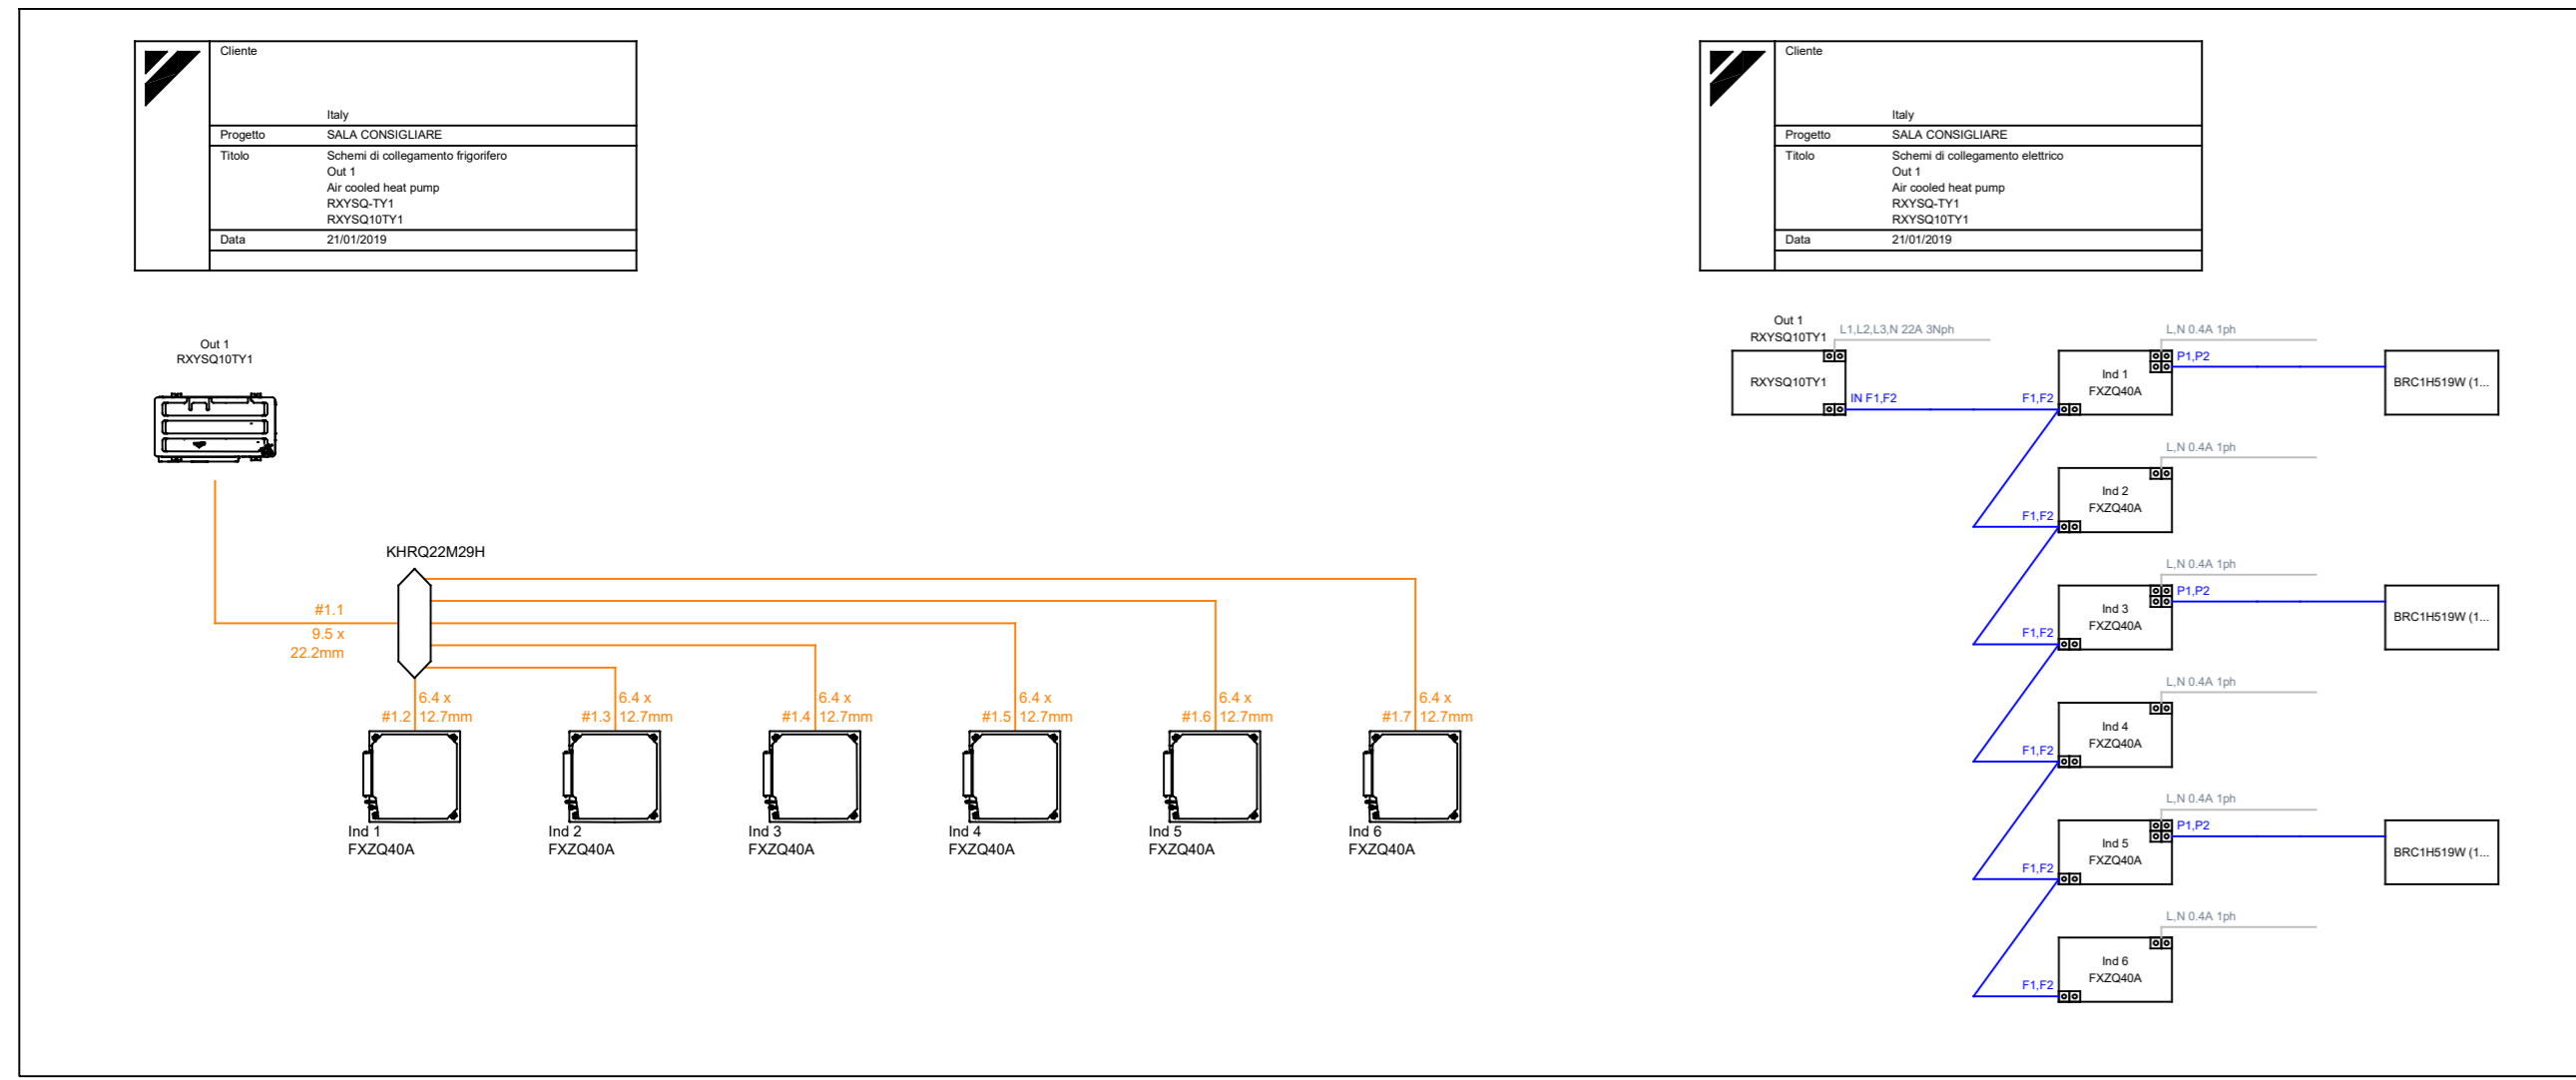 Cliente
Italy
Progetto SALA CONSIGLIARE
Titolo Schemi di collegamento frigorifero
Out 1
Air cooled heat pump
RXYSQ-TY1
RXYSQ10TY1
Data 21/01/2019
Out 1
RXYSQ10TY1
KHRQ22M29H
#1.1
9.5 x
22.2mm
6.4 x
#1.2 12.7mm
6.4 x
#1.3 12.7mm
6.4 x
#1.4 12.7mm
6.4 x
#1.5 12.7mm
6.4 x
#1.6 12.7mm
6.4 x
#1.7 12.7mm
Ind 1
FXZQ40A
Ind 2
FXZQ40A
Ind 3
FXZQ40A
Ind 4
FXZQ40A
Ind 5
FXZQ40A
Ind 6
FXZQ40A
Cliente
Italy
Progetto SALA CONSIGLIARE
Titolo Schemi di collegamento elettrico
Out 1
Air cooled heat pump
RXYSQ-TY1
RXYSQ10TY1
Data 21/01/2019
Out 1
RXYSQ10TY1
L1,L2,L3,N 22A 3Nph
RXYSQ10TY1
IN F1,F2
L,N 0.4A 1ph
P1,P2
Ind 1
FXZQ40A
F1,F2
BRC1H519W (1...
L,N 0.4A 1ph
Ind 2
FXZQ40A
F1,F2
L,N 0.4A 1ph
P1,P2
Ind 3
FXZQ40A
F1,F2
BRC1H519W (1...
L,N 0.4A 1ph
Ind 4
FXZQ40A
F1,F2
L,N 0.4A 1ph
P1,P2
Ind 5
FXZQ40A
F1,F2
BRC1H519W (1...
L,N 0.4A 1ph
Ind 6
FXZQ40A
F1,F2